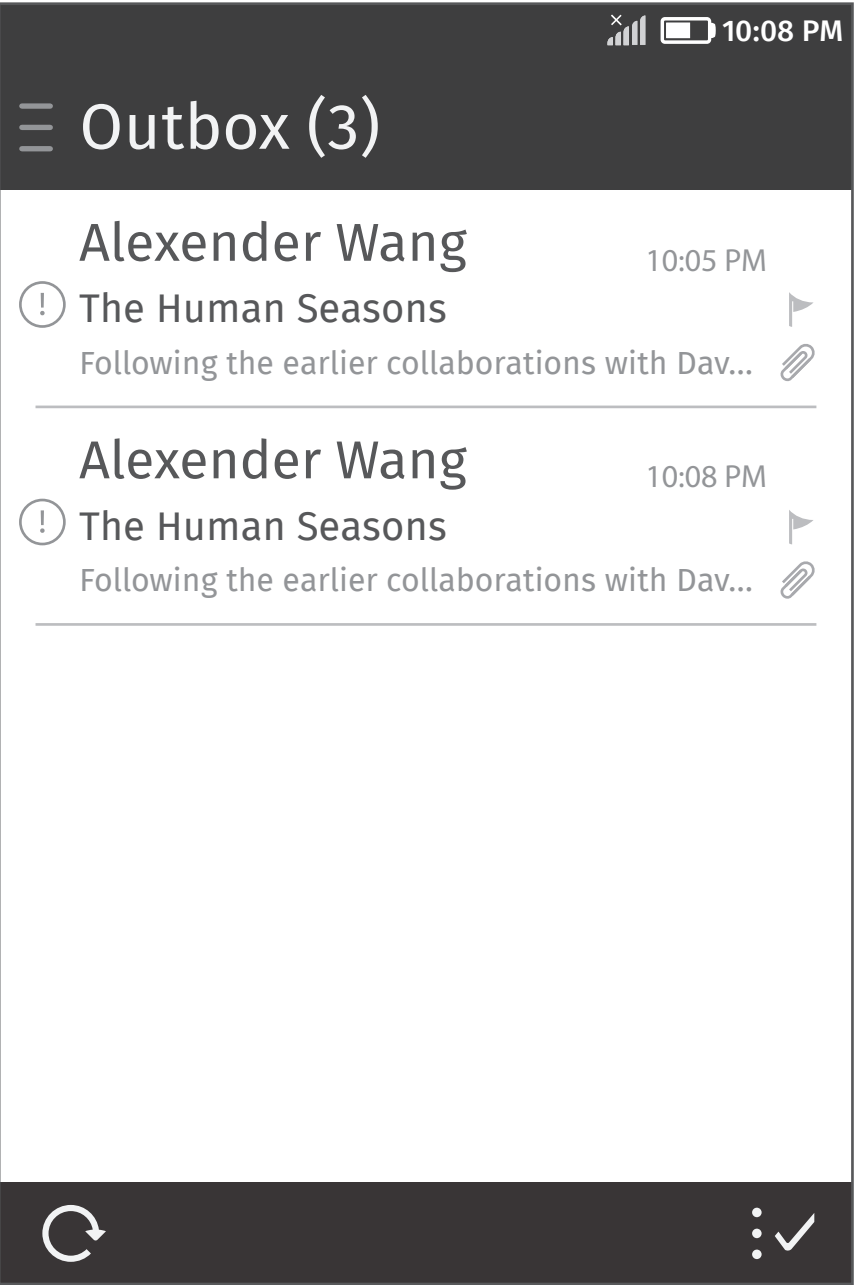 10:08 PM
Outbox (3)
Alexender Wang
10:05 PM
! The Human Seasons
Following the earlier collaborations with Dav...
Alexender Wang
10:08 PM
! The Human Seasons
Following the earlier collaborations with Dav...